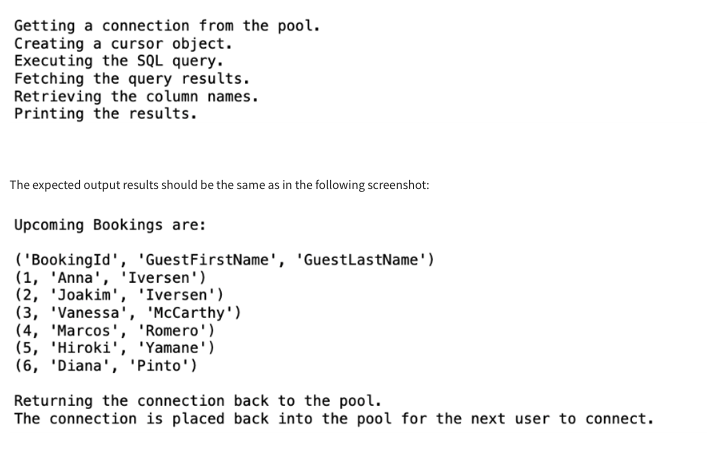 Getting a connection from the pool.
Creating a cursor object.
Executing the SQL query.
Fetching the query results.
Retrieving the column names.
Printing the results.
The expected output results should be the same as in the following screenshot:
Upcoming Bookings are:
('BookingId', 'GuestFirstName', 'GuestLastName')
(1, 'Anna', 'Iversen')
(2, 'Joakim', 'Iversen')
(3, 'Vanessa', 'McCarthy')
(4, 'Marcos', 'Romero')
(5, 'Hiroki', 'Yamane')
(6, 'Diana', 'Pinto')
Returning the connection back to the pool.
The connection is placed back into the pool for the next user to connect.